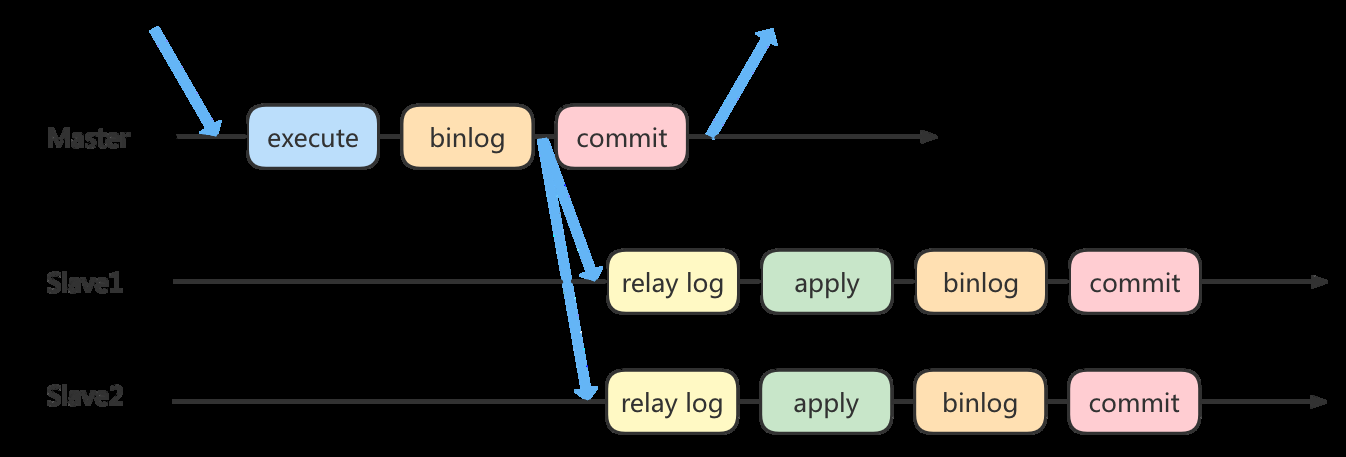 Master execute binlog commit
Slave1 relay log apply binlog commit
Slave2 relay log apply binlog commit